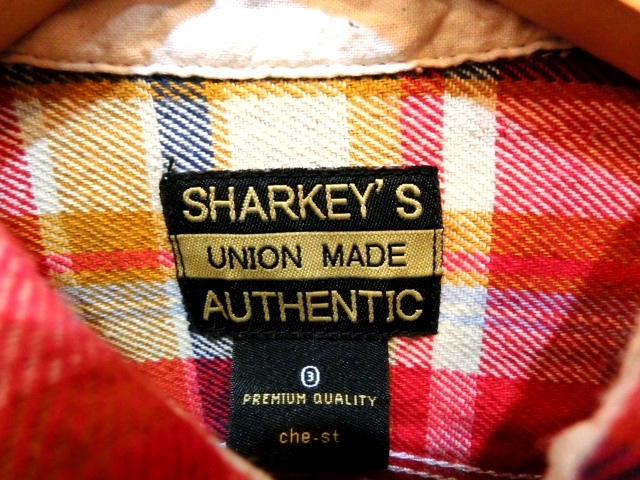 SHARKEY'S
UNION MADE
AUTHENTIC
3
PREMIUM QUALITY
che-st